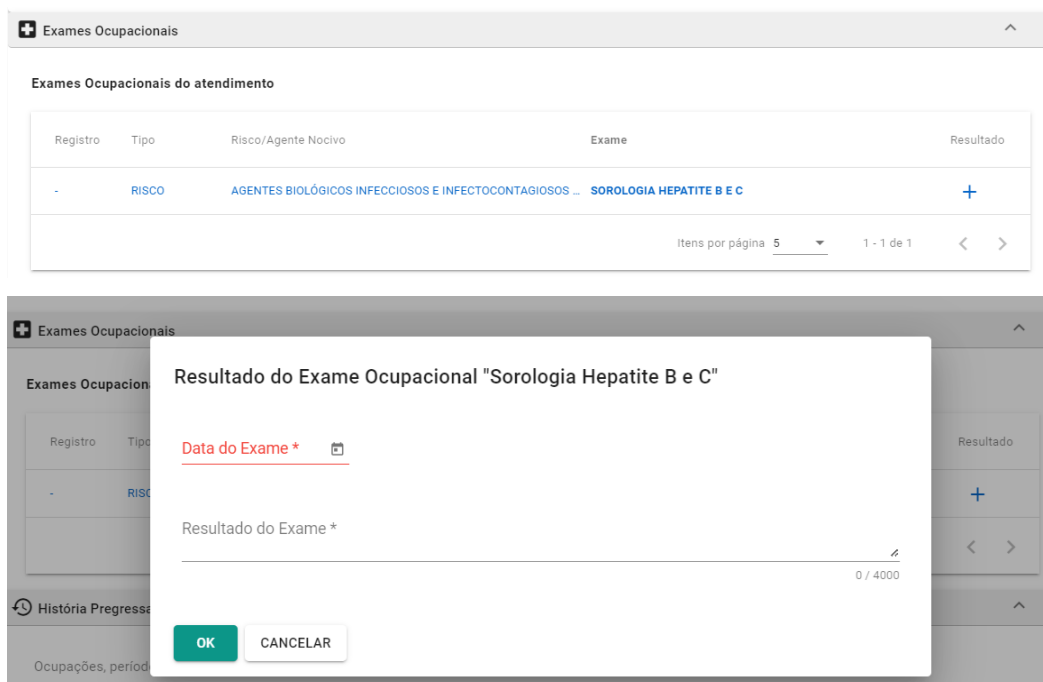 Exames Ocupacionais
Exames Ocupacionais do atendimento
Registro Tipo Risco/Agente Nocivo Exame Resultado
- RISCO AGENTES BIOLÓGICOS INFECCIOSOS E INFECTOCONTAGIOSOS ... SOROLOGIA HEPATITE B E C +
Itens por página 5 1 - 1 de 1
Exames Ocupacionais
Exames Ocupacion
Resultado do Exame Ocupacional "Sorologia Hepatite B e C"
Registro Tipo Resultado
Data do Exame *
- RISC +
Resultado do Exame *
0 / 4000
História Pregressa
OK CANCELAR
Ocupações, períod